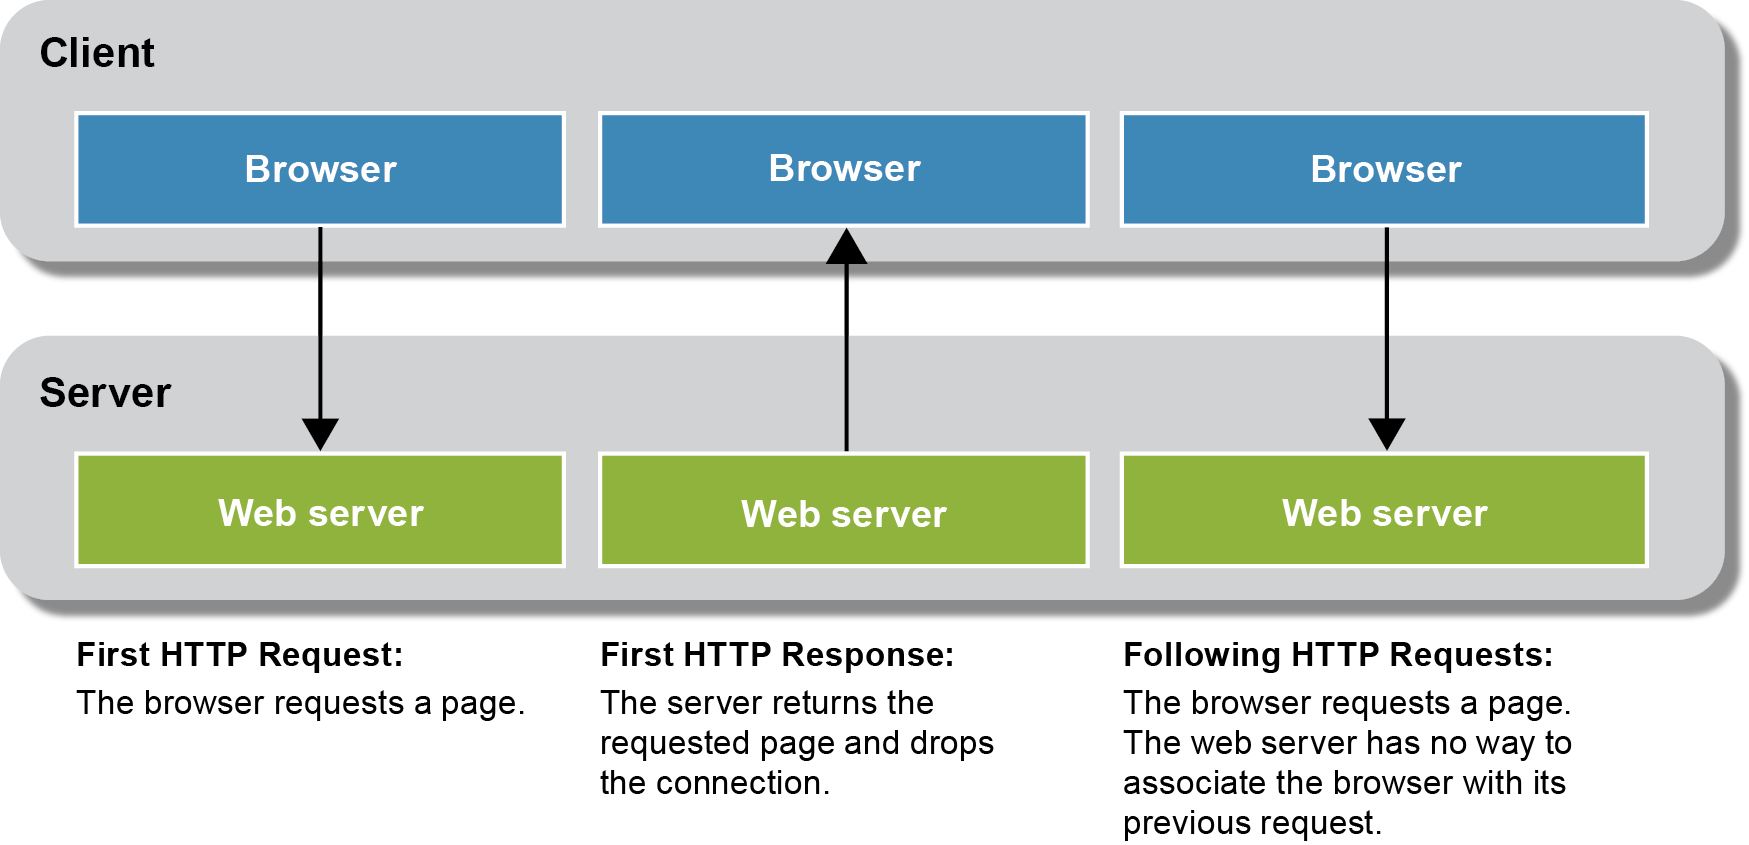 Client
Browser
Browser
Browser
Server
Web server
Web server
Web server
First HTTP Request:
The browser requests a page.
First HTTP Response:
The server returns the
requested page and drops
the connection.
Following HTTP Requests:
The browser requests a page.
The web server has no way to
associate the browser with its
previous request.